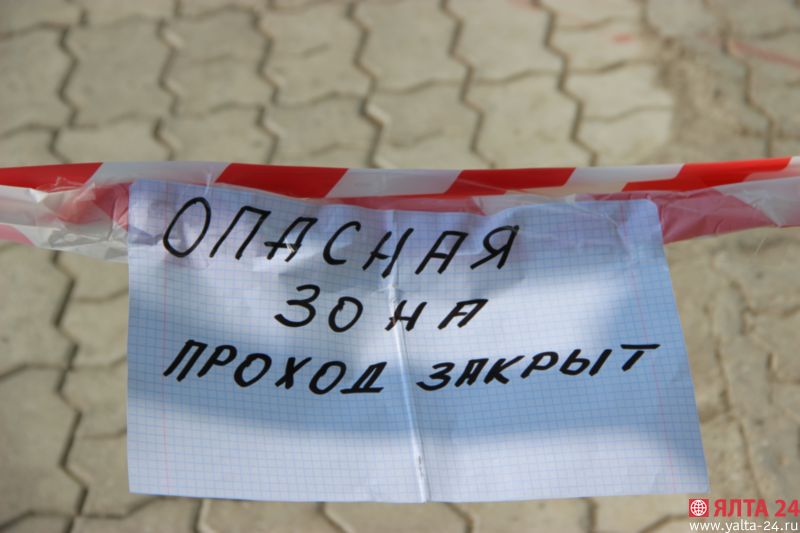 ОПАСНАЯ
ЗОНА
ПРОХОД ЗАКРЫТ
ЯЛТА 24
www.yalta-24.ru